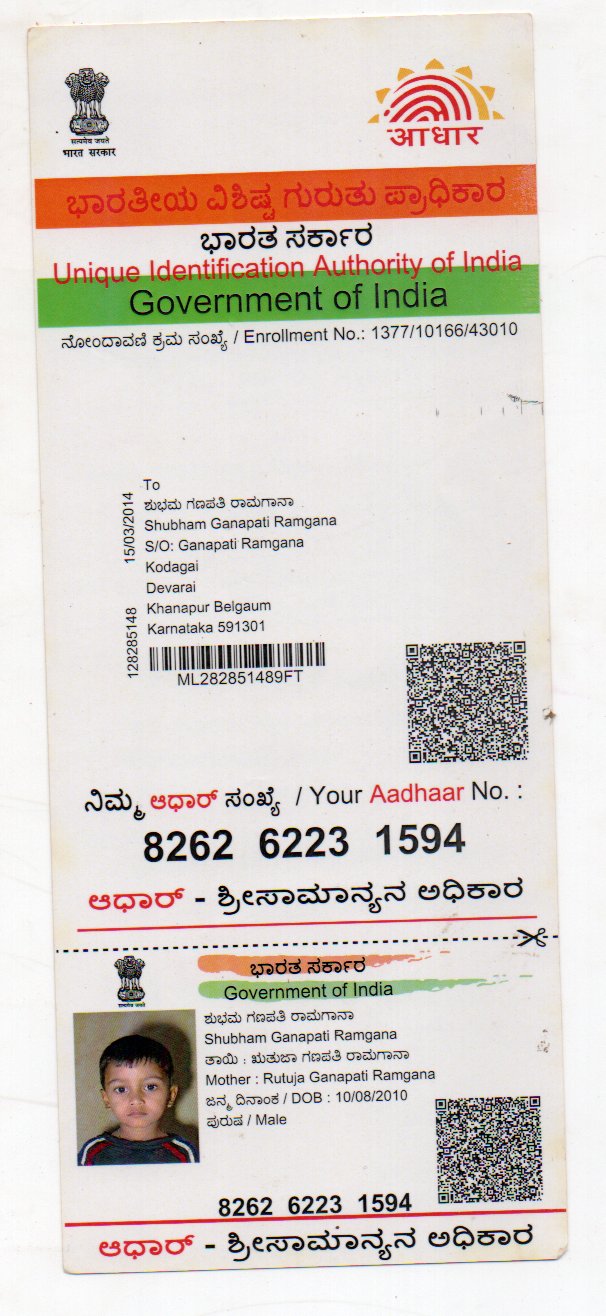 सत्यमेव जयते
भारत सरकार
आधार
ಭಾರತೀಯ ವಿಶಿಷ್ಟ ಗುರುತು ಪ್ರಾಧಿಕಾರ
ಭಾರತ ಸರ್ಕಾರ
Unique Identification Authority of India
Government of India
ನೋಂದಾವಣಿ ಕ್ರಮ ಸಂಖ್ಯೆ / Enrollment No.: 1377/10166/43010
15/03/2014
128285148
To
ಶುಭಮ ಗಣಪತಿ ರಾಮಗಾನಾ
Shubham Ganapati Ramgana
S/O: Ganapati Ramgana
Kodagai
Devarai
Khanapur Belgaum
Karnataka 591301
ML282851489FT
ನಿಮ್ಮ ಆಧಾರ್ ಸಂಖ್ಯೆ / Your Aadhaar No. :
8262 6223 1594
ಆಧಾರ್ - ಶ್ರೀಸಾಮಾನ್ಯನ ಅಧಿಕಾರ
सत्यमेव जयते
ಭಾರತ ಸರ್ಕಾರ
Government of India
ಶುಭಮ ಗಣಪತಿ ರಾಮಗಾನಾ
Shubham Ganapati Ramgana
ತಾಯಿ : ಋತುಜಾ ಗಣಪತಿ ರಾಮಗಾನಾ
Mother : Rutuja Ganapati Ramgana
ಜನ್ಮ ದಿನಾಂಕ / DOB : 10/08/2010
ಪುರುಷ / Male
8262 6223 1594
ಆಧಾರ್ - ಶ್ರೀಸಾಮಾನ್ಯನ ಅಧಿಕಾರ